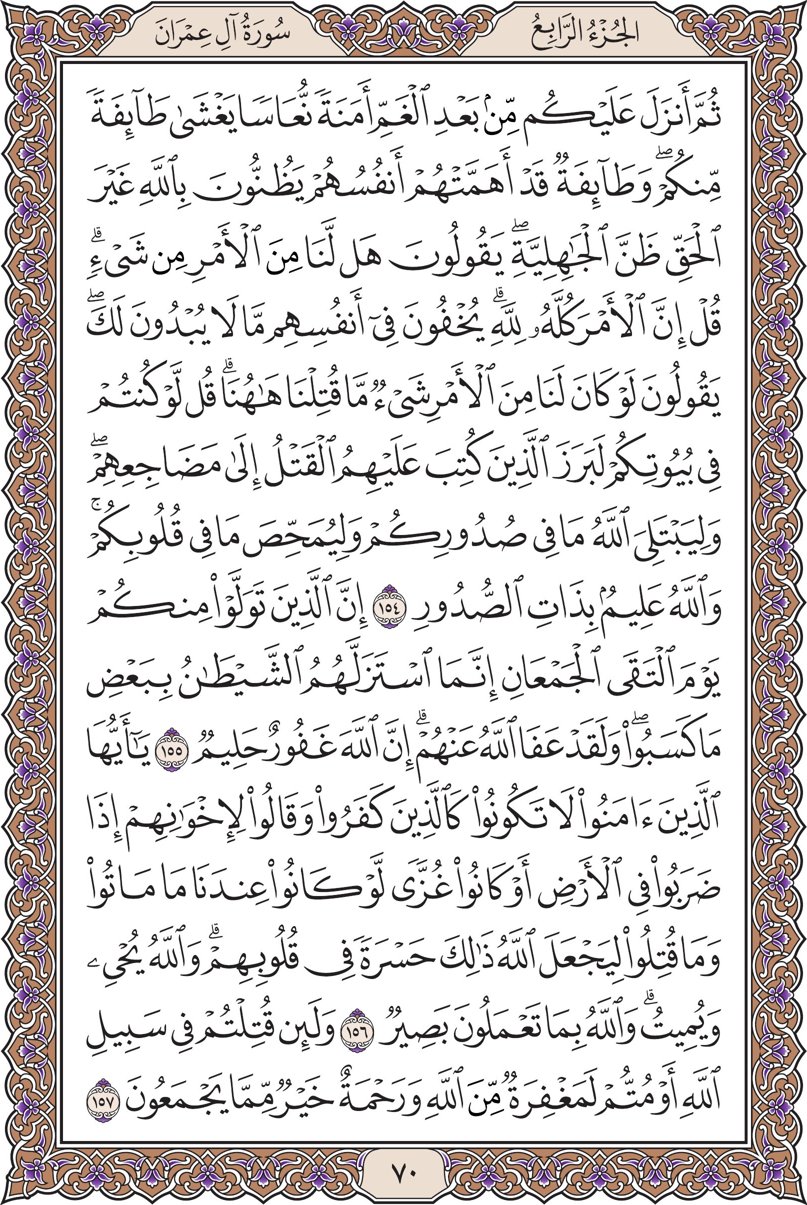 الجُزْءُ الرَّابِعُ
سُورَةُ آلِ عِمْرَانَ
ثُمَّ أَنزَلَ عَلَيْكُم مِّنۢ بَعْدِ ٱلْغَمِّ أَمَنَةً نُّعَاسًا يَغْشَىٰ طَآئِفَةً
مِّنكُمْۖ وَطَآئِفَةٌ قَدْ أَهَمَّتْهُمْ أَنفُسُهُمْ يَظُنُّونَ بِٱللَّهِ غَيْرَ
ٱلْحَقِّ ظَنَّ ٱلْجَٰهِلِيَّةِۖ يَقُولُونَ هَل لَّنَا مِنَ ٱلْأَمْرِ مِن شَىْءٍۗ
قُلْ إِنَّ ٱلْأَمْرَ كُلَّهُۥ لِلَّهِۗ يُخْفُونَ فِىٓ أَنفُسِهِم مَّا لَا يُبْدُونَ لَكَۖ
يَقُولُونَ لَوْ كَانَ لَنَا مِنَ ٱلْأَمْرِ شَىْءٌ مَّا قُتِلْنَا هَٰهُنَاۗ قُل لَّوْ كُنتُمْ
فِى بُيُوتِكُمْ لَبَرَزَ ٱلَّذِينَ كُتِبَ عَلَيْهِمُ ٱلْقَتْلُ إِلَىٰ مَضَاجِعِهِمْۖ
وَلِيَبْتَلِىَ ٱللَّهُ مَا فِى صُدُورِكُمْ وَلِيُمَحِّصَ مَا فِى قُلُوبِكُمْۚ
وَٱللَّهُ عَلِيمٌۢ بِذَاتِ ٱلصُّدُورِ ١٥٤ إِنَّ ٱلَّذِينَ تَوَلَّوْا۟ مِنكُمْ
يَوْمَ ٱلْتَقَى ٱلْجَمْعَانِ إِنَّمَا ٱسْتَزَلَّهُمُ ٱلشَّيْطَٰنُ بِبَعْضِ
مَا كَسَبُوا۟ۖ وَلَقَدْ عَفَا ٱللَّهُ عَنْهُمْۗ إِنَّ ٱللَّهَ غَفُورٌ حَلِيمٌ ١٥٥ يَٰٓأَيُّهَا
ٱلَّذِينَ ءَامَنُوا۟ لَا تَكُونُوا۟ كَٱلَّذِينَ كَفَرُوا۟ وَقَالُوا۟ لِإِخْوَٰنِهِمْ إِذَا
ضَرَبُوا۟ فِى ٱلْأَرْضِ أَوْ كَانُوا۟ غُزًّى لَّوْ كَانُوا۟ عِندَنَا مَا مَاتُوا۟
وَمَا قُتِلُوا۟ لِيَجْعَلَ ٱللَّهُ ذَٰلِكَ حَسْرَةً فِى قُلُوبِهِمْۗ وَٱللَّهُ يُحْىِۦ
وَيُمِيتُۗ وَٱللَّهُ بِمَا تَعْمَلُونَ بَصِيرٌ ١٥٦ وَلَئِن قُتِلْتُمْ فِى سَبِيلِ
ٱللَّهِ أَوْ مُتُّمْ لَمَغْفِرَةٌ مِّنَ ٱللَّهِ وَرَحْمَةٌ خَيْرٌ مِّمَّا يَجْمَعُونَ ١٥٧
٧٠